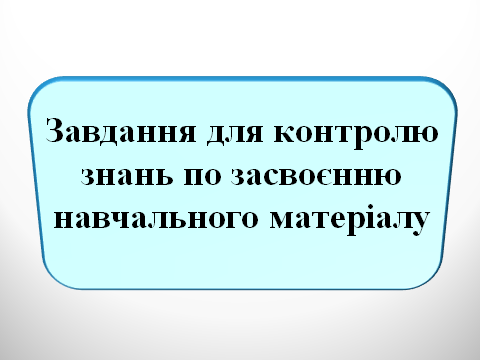 Завдання для контролю
знань по засвоєнню
навчального матеріалу